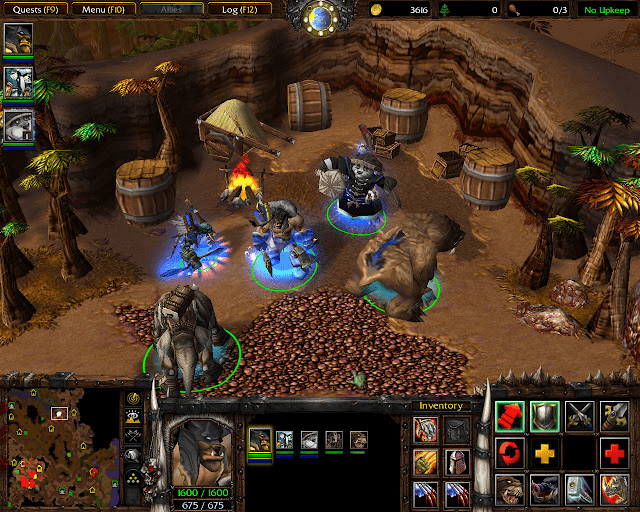 Quests (F9) Menu (F10) Allies Log (F12) 3616 0 0/3 No Upkeep
Inventory
1600 / 1600
675 / 675